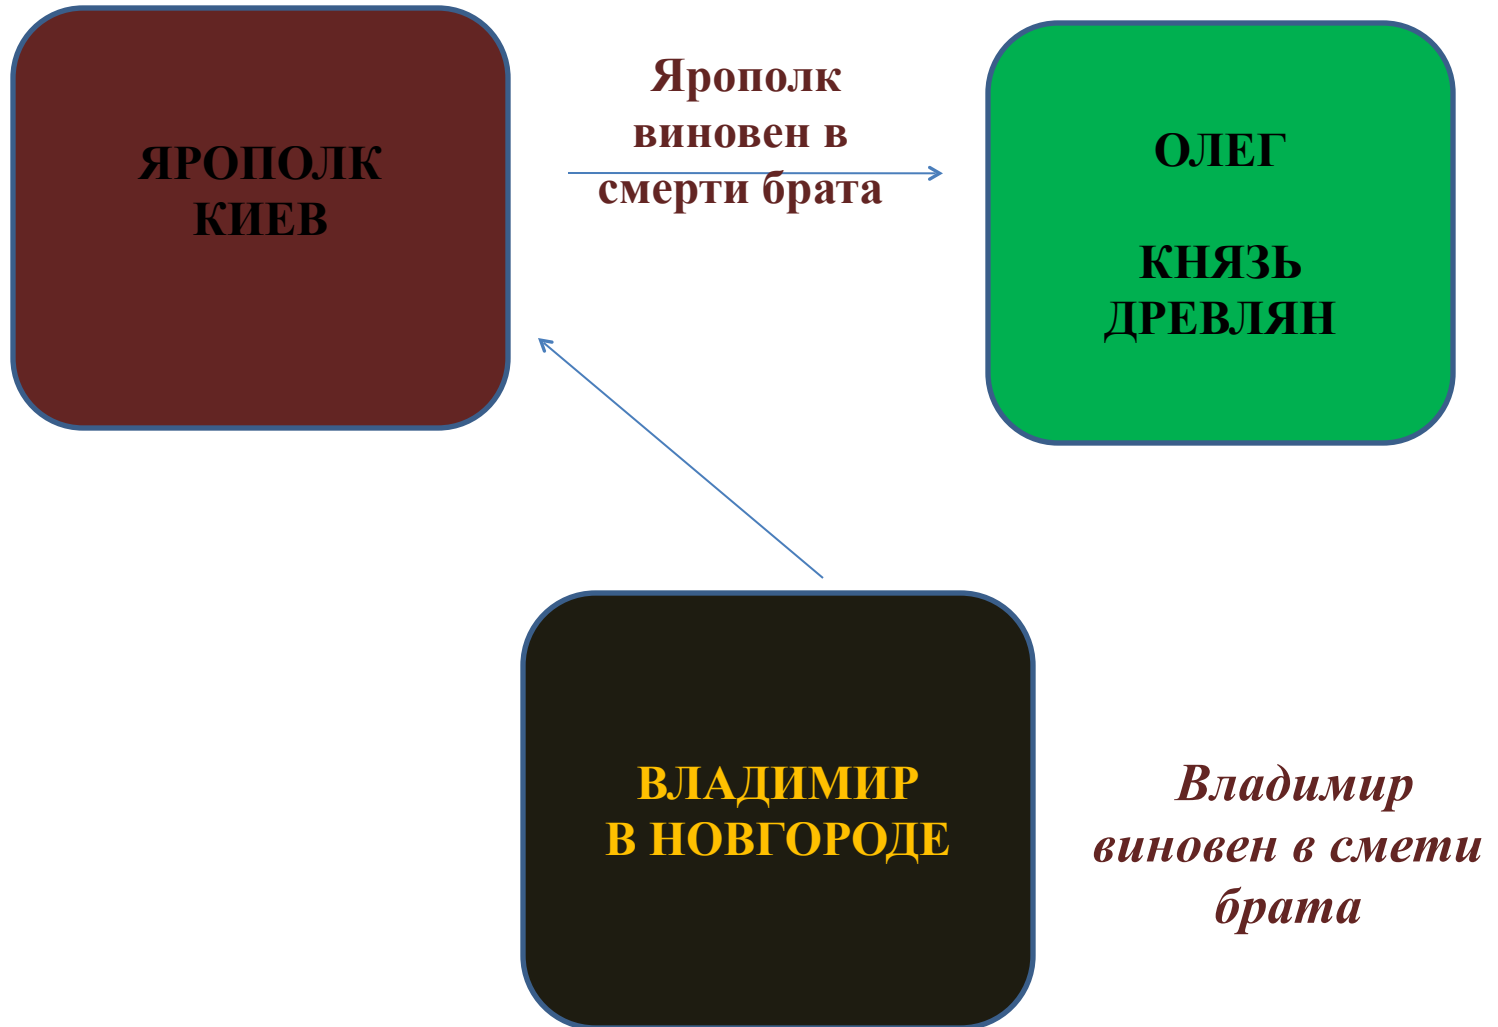 ЯРОПОЛК
КИЕВ
Ярополк
виновен в
смерти брата
ОЛЕГ
КНЯЗЬ
ДРЕВЛЯН
ВЛАДИМИР
В НОВГОРОДЕ
Владимир
виновен в смети
брата